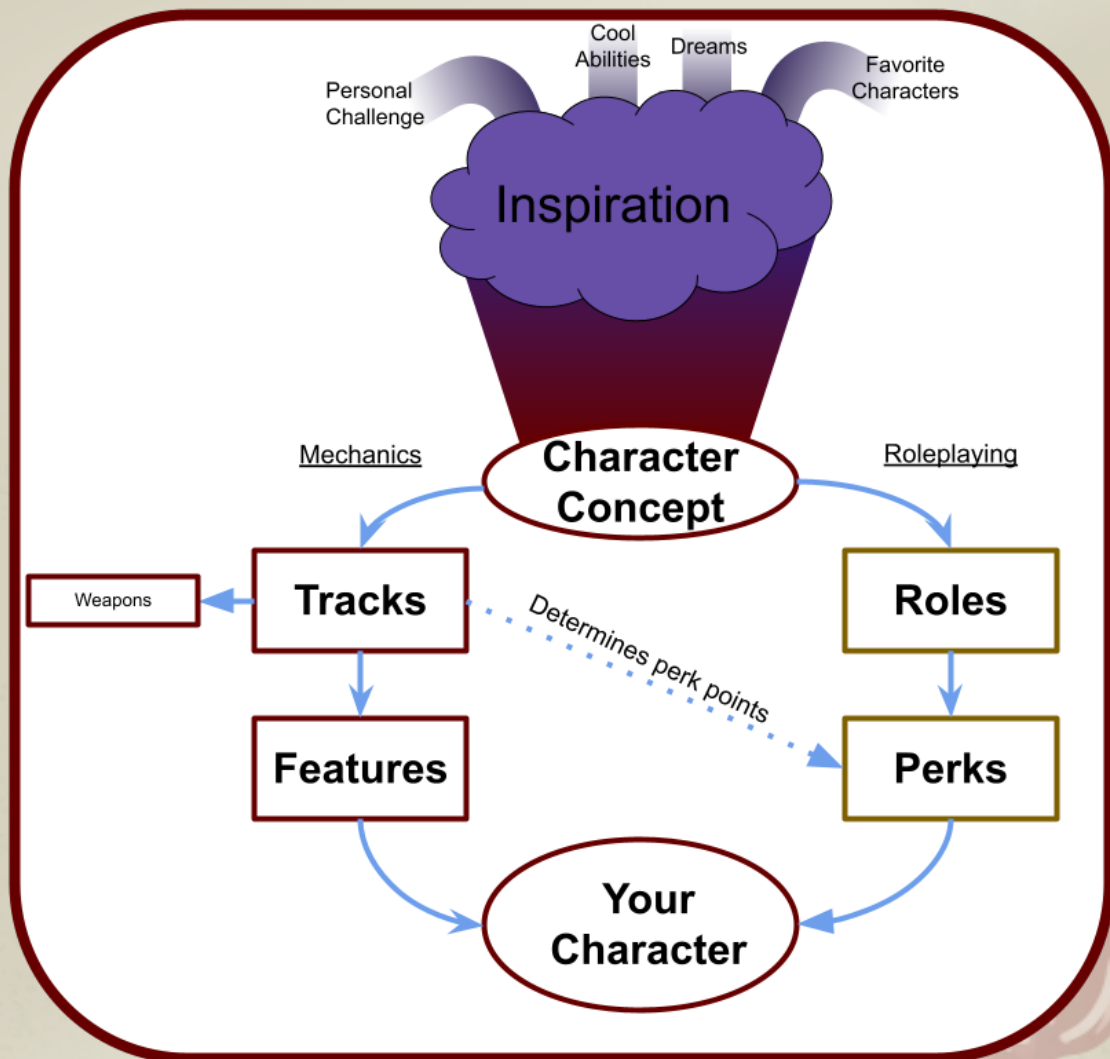 Cool
Abilities
Dreams
Personal
Challenge
Favorite
Characters
Inspiration
Mechanics
Character
Concept
Roleplaying
Weapons
Tracks
Determines perk points
Roles
Features
Perks
Your
Character